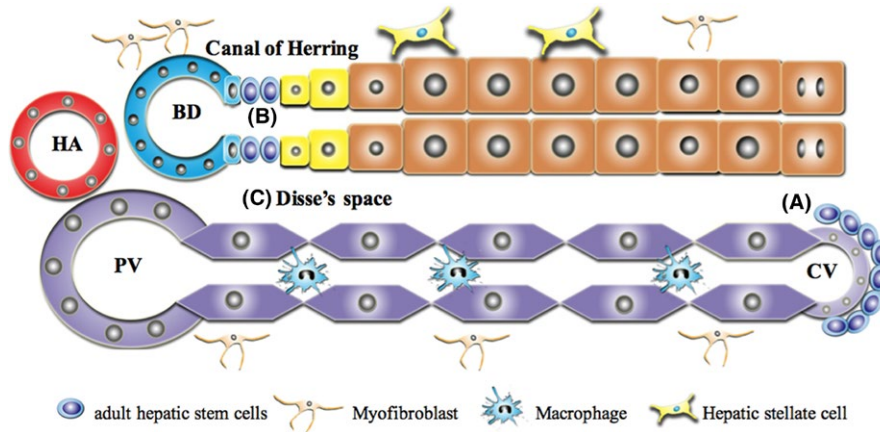 Canal of Herring
BD
(B)
HA
(C) Disse's space
(A)
PV
CV
adult hepatic stem cells
Myofibroblast
Macrophage
Hepatic stellate cell